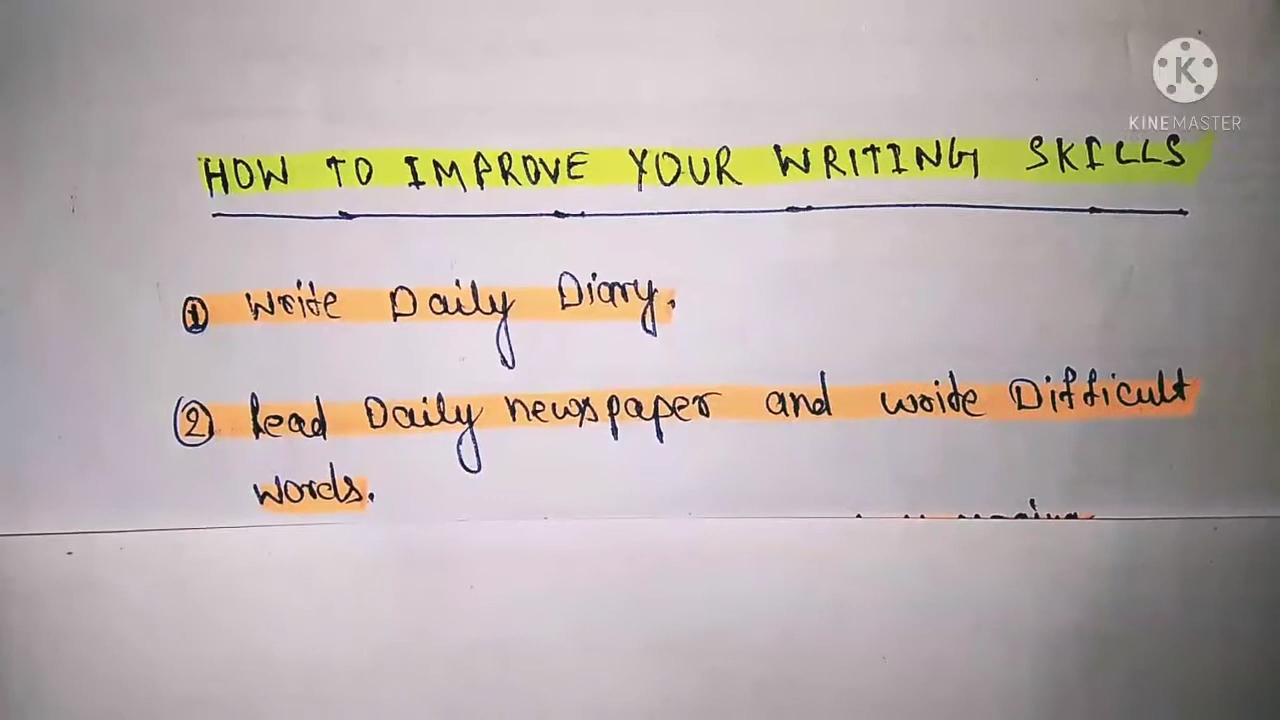 KINEMASTER
HOW TO IMPROVE YOUR WRITING SKILLS
① Write Daily Diary.
② Read Daily newspaper and write Difficult
words.